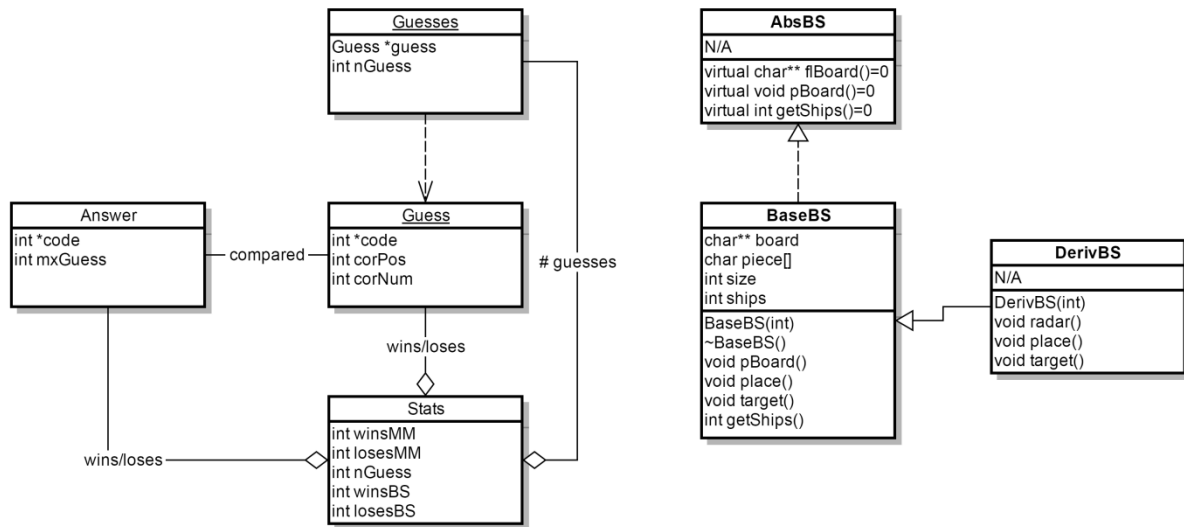 Guesses
Guess *guess
int nGuess
Answer
int *code
int mxGuess
compared
Guess
int *code
int corPos
int corNum
# guesses
wins/loses
wins/loses
Stats
int winsMM
int losesMM
int nGuess
int winsBS
int losesBS
AbsBS
N/A
virtual char** flBoard()=0
virtual void pBoard()=0
virtual int getShips()=0
BaseBS
char** board
char piece[]
int size
int ships
BaseBS(int)
~BaseBS()
void pBoard()
void place()
void target()
int getShips()
DerivBS
N/A
DerivBS(int)
void radar()
void place()
void target()